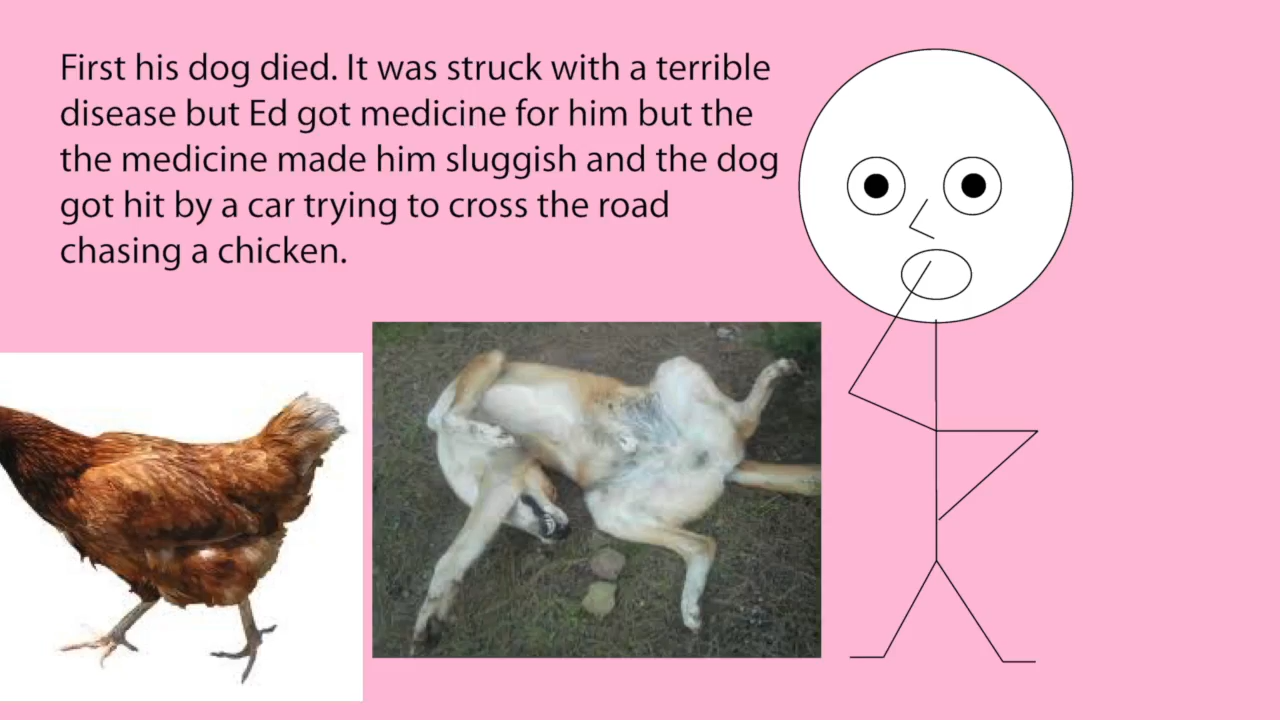 First his dog died. It was struck with a terrible
disease but Ed got medicine for him but the
the medicine made him sluggish and the dog
got hit by a car trying to cross the road
chasing a chicken.